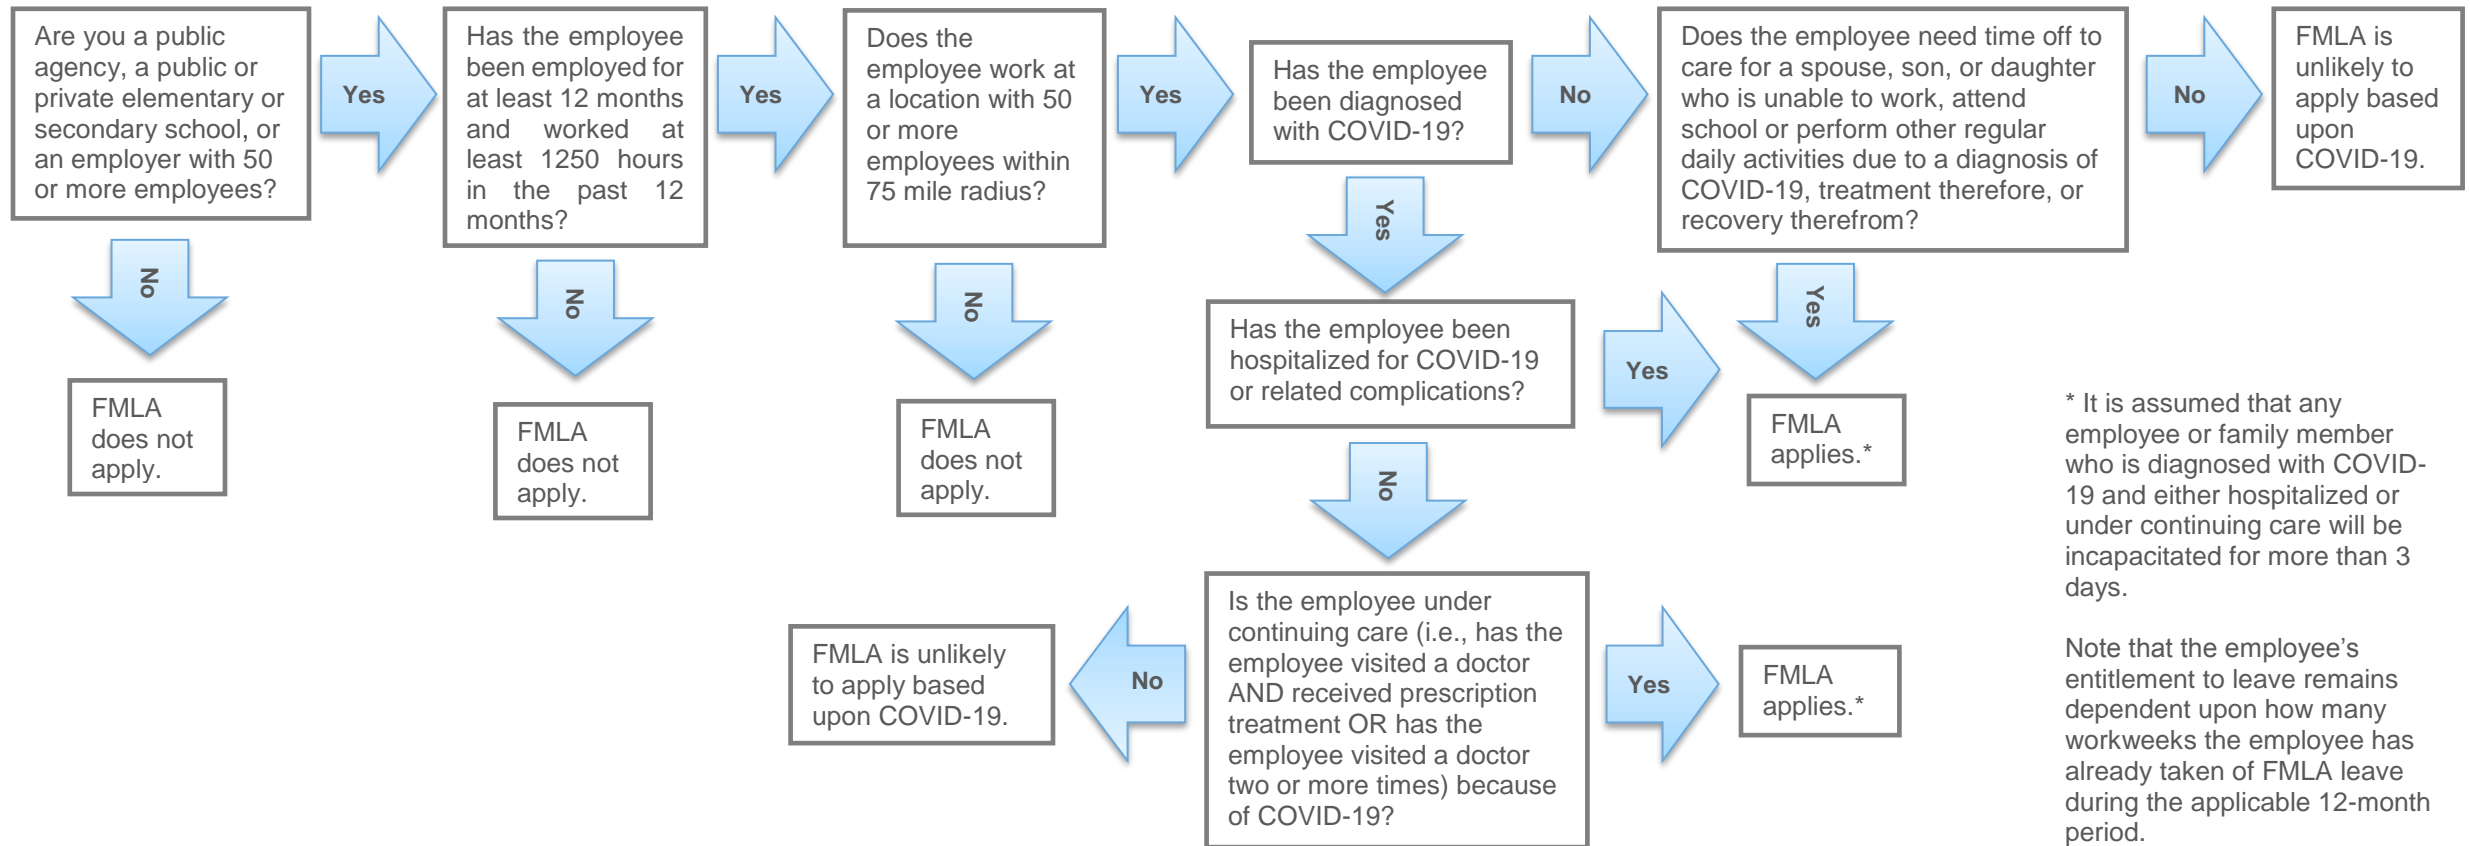 Are you a public
agency, a public or
private elementary or
secondary school, or
an employer with 50
or more employees?
Yes
No
FMLA
does not
apply.
Has the employee
been employed for
at least 12 months
and worked at
least 1250 hours
in the past 12
months?
Yes
No
FMLA
does not
apply.
Does the
employee work at
a location with 50
or more
employees within
75 mile radius?
Yes
No
FMLA
does not
apply.
Has the employee
been diagnosed
with COVID-19?
No
Yes
Does the employee need time off to
care for a spouse, son, or daughter
who is unable to work, attend
school or perform other regular
daily activities due to a diagnosis of
COVID-19, treatment therefore, or
recovery therefrom?
No
Yes
FMLA is
unlikely to
apply based
upon
COVID-19.
Has the employee been
hospitalized for COVID-19
or related complications?
Yes
No
FMLA
applies.*
Is the employee under
continuing care (i.e., has the
employee visited a doctor
AND received prescription
treatment OR has the
employee visited a doctor
two or more times) because
of COVID-19?
No
FMLA is unlikely
to apply based
upon COVID-19.
Yes
FMLA
applies.*
* It is assumed that any
employee or family member
who is diagnosed with COVID-
19 and either hospitalized or
under continuing care will be
incapacitated for more than 3
days.
Note that the employee’s
entitlement to leave remains
dependent upon how many
workweeks the employee has
already taken of FMLA leave
during the applicable 12-month
period.